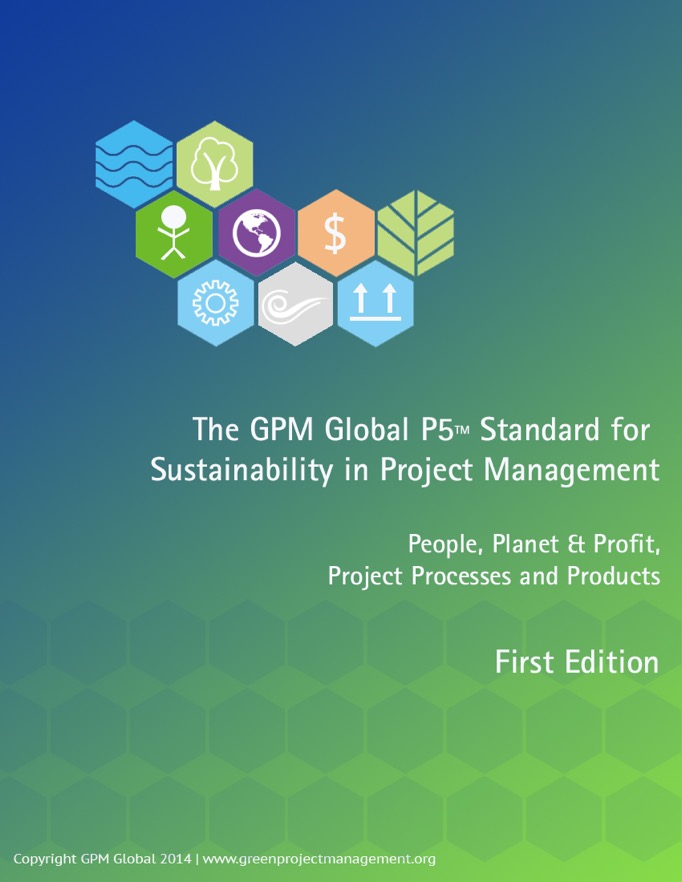 $
The GPM Global P5™ Standard for
Sustainability in Project Management
People, Planet & Profit,
Project Processes and Products
First Edition
Copyright GPM Global 2014 | www.greenprojectmanagement.org